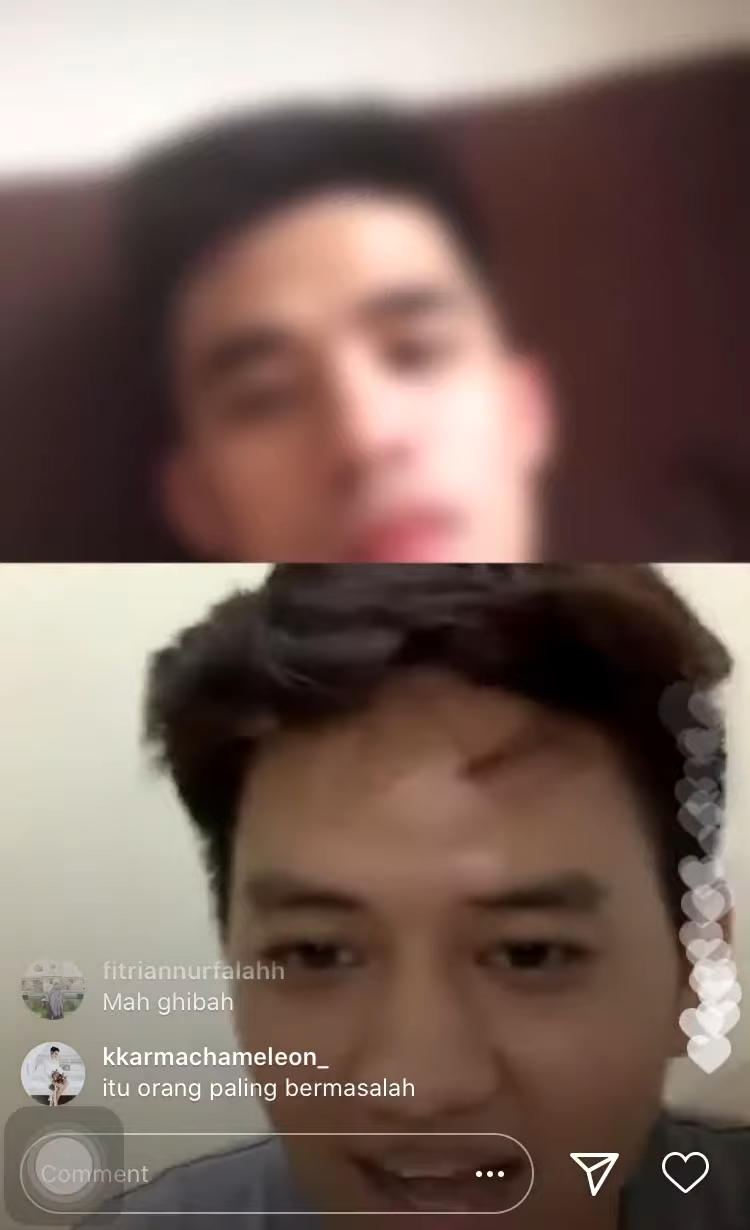 fitriannurfalahh
Mah ghibah
kkarmachameleon_
itu orang paling bermasalah
Comment